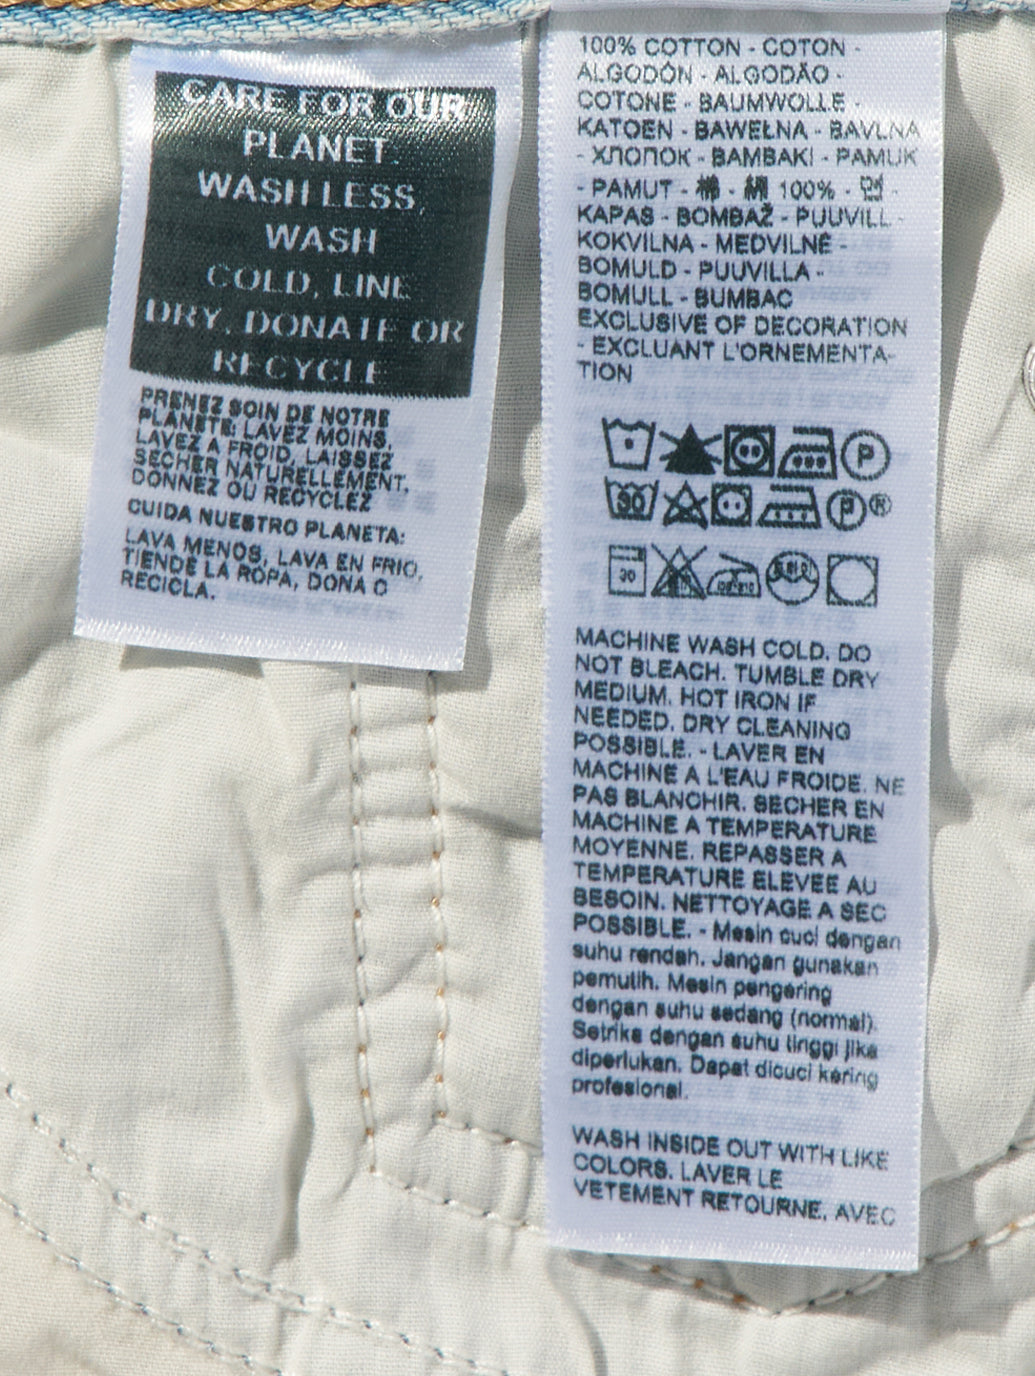 CARE FOR OUR
PLANET.
WASH LESS,
WASH
COLD, LINE
DRY, DONATE OR
RECYCLE
PRENEZ SOIN DE NOTRE
PLANÈTE: LAVEZ MOINS,
LAVEZ A FROID, LAISSEZ
SÉCHER NATURELLEMENT,
DONNEZ OU RECYCLEZ
CUIDA NUESTRO PLANETA:
LAVA MENOS, LAVA EN FRIO,
TIENDE LA ROPA, DONA O
RECICLA.
100% COTTON - COTON -
ALGODÓN - ALGODÃO -
COTONE - BAUMWOLLE -
KATOEN - BAWEŁNA - BAVLNA
- ХЛОПОК - BAMBAKI - PAMUK
- PAMUT - 棉 - 綿 100% - 면 -
KAPAS - BOMBAŽ - PUUVILL -
KOKVILNA - MEDVILNĖ -
BOMULD - PUUVILLA -
BOMULL - BUMBAC
EXCLUSIVE OF DECORATION
- EXCLUANT L'ORNEMENTA-
TION
P
30 P ®
30
MACHINE WASH COLD. DO
NOT BLEACH. TUMBLE DRY
MEDIUM. HOT IRON IF
NEEDED. DRY CLEANING
POSSIBLE. - LAVER EN
MACHINE A L'EAU FROIDE. NE
PAS BLANCHIR. SECHER EN
MACHINE A TEMPERATURE
MOYENNE. REPASSER A
TEMPERATURE ELEVEE AU
BESOIN. NETTOYAGE A SEC
POSSIBLE. - Mesin cuci dengan
suhu rendah. Jangan gunakan
pemutih. Mesin pengering
dengan suhu sedang (normal).
Setrika dengan suhu tinggi jika
diperlukan. Dapat dicuci kering
profesional.
WASH INSIDE OUT WITH LIKE
COLORS. LAVER LE
VETEMENT RETOURNE, AVEC